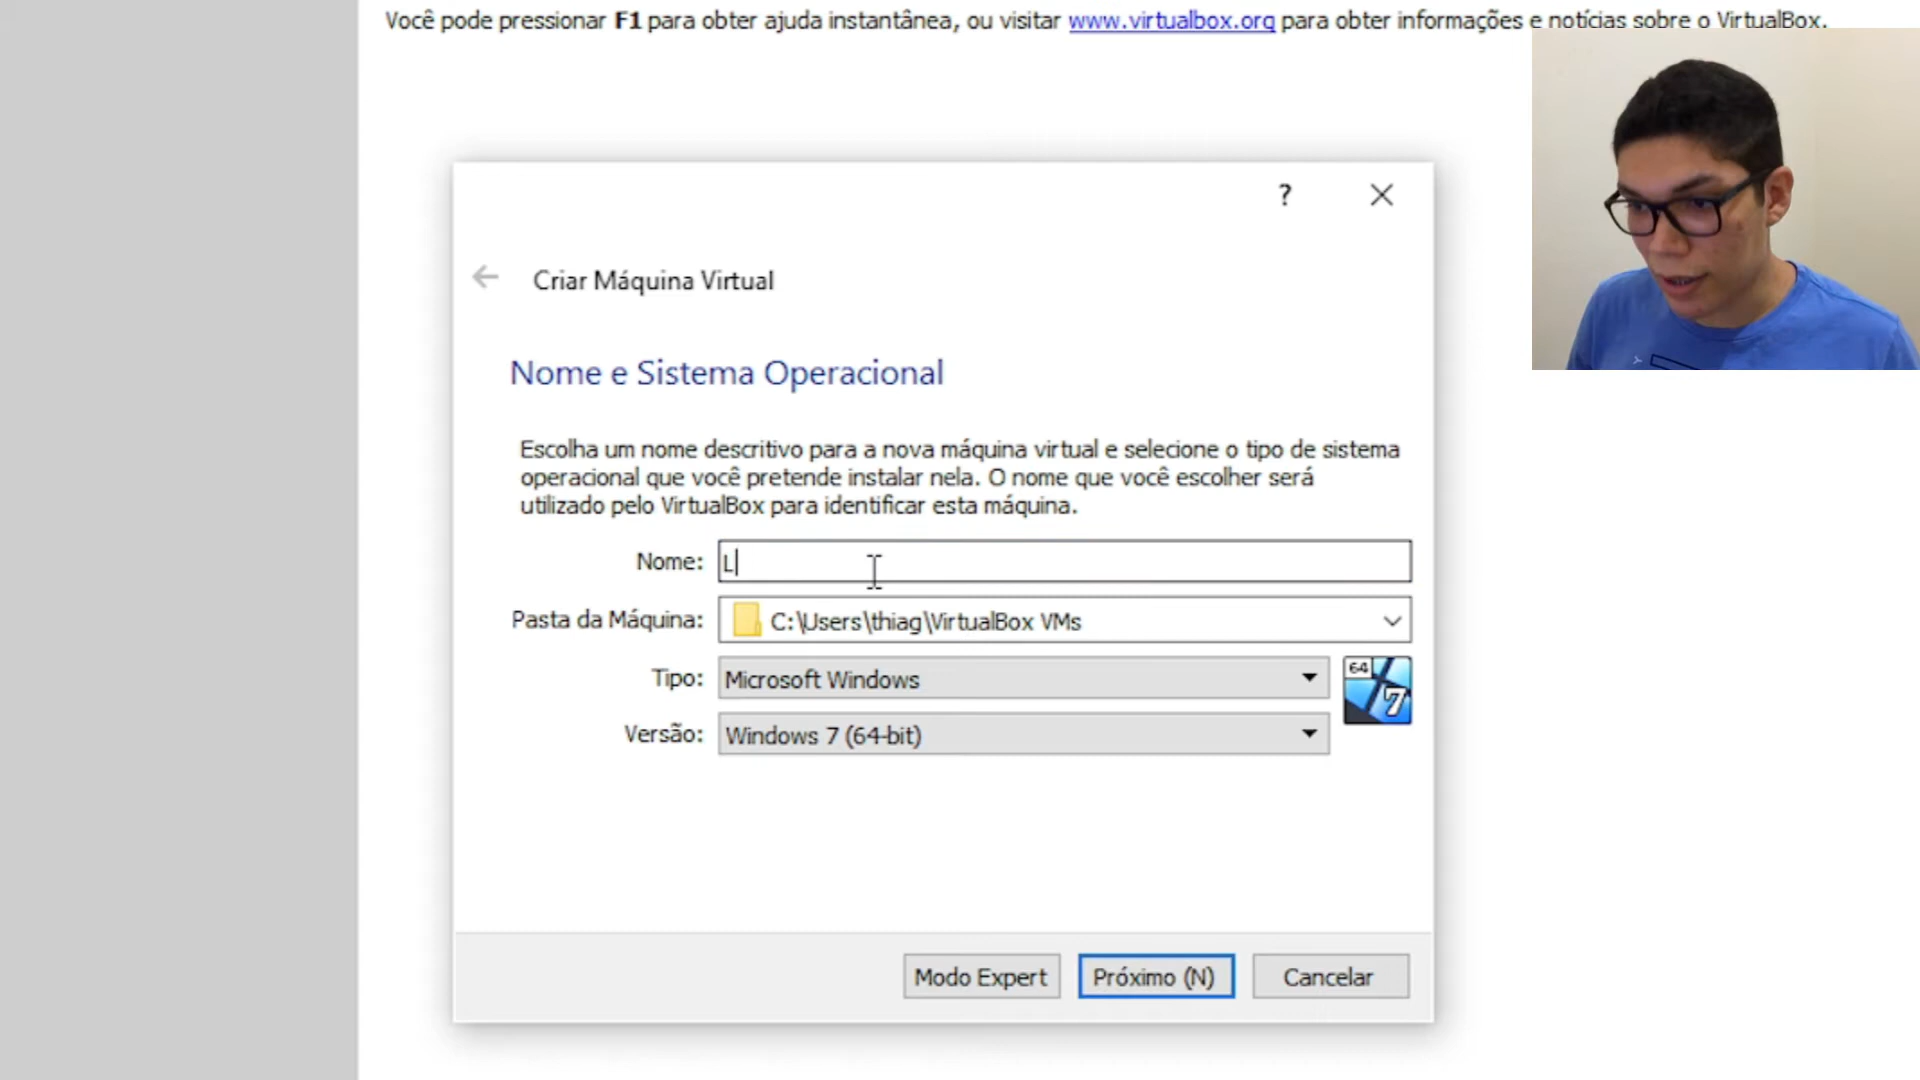 Você pode pressionar F1 para obter ajuda instantânea, ou visitar www.virtualbox.org para obter informações e notícias sobre o VirtualBox.
?
Criar Máquina Virtual
Nome e Sistema Operacional
Escolha um nome descritivo para a nova máquina virtual e selecione o tipo de sistema
operacional que você pretende instalar nela. O nome que você escolher será
utilizado pelo VirtualBox para identificar esta máquina.
Nome: L
Pasta da Máquina: C:\Users\thiag\VirtualBox VMs
Tipo: Microsoft Windows
64
7
Versão: Windows 7 (64-bit)
Modo Expert Próximo (N) Cancelar